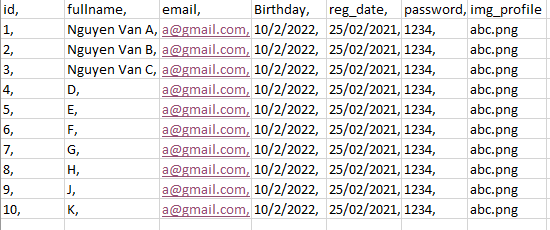 id, fullname, email, Birthday, reg_date, password, img_profile
1, Nguyen Van A, a@gmail.com, 10/2/2022, 25/02/2021, 1234, abc.png
2, Nguyen Van B, a@gmail.com, 10/2/2022, 25/02/2021, 1234, abc.png
3, Nguyen Van C, a@gmail.com, 10/2/2022, 25/02/2021, 1234, abc.png
4, D, a@gmail.com, 10/2/2022, 25/02/2021, 1234, abc.png
5, E, a@gmail.com, 10/2/2022, 25/02/2021, 1234, abc.png
6, F, a@gmail.com, 10/2/2022, 25/02/2021, 1234, abc.png
7, G, a@gmail.com, 10/2/2022, 25/02/2021, 1234, abc.png
8, H, a@gmail.com, 10/2/2022, 25/02/2021, 1234, abc.png
9, J, a@gmail.com, 10/2/2022, 25/02/2021, 1234, abc.png
10, K, a@gmail.com, 10/2/2022, 25/02/2021, 1234, abc.png